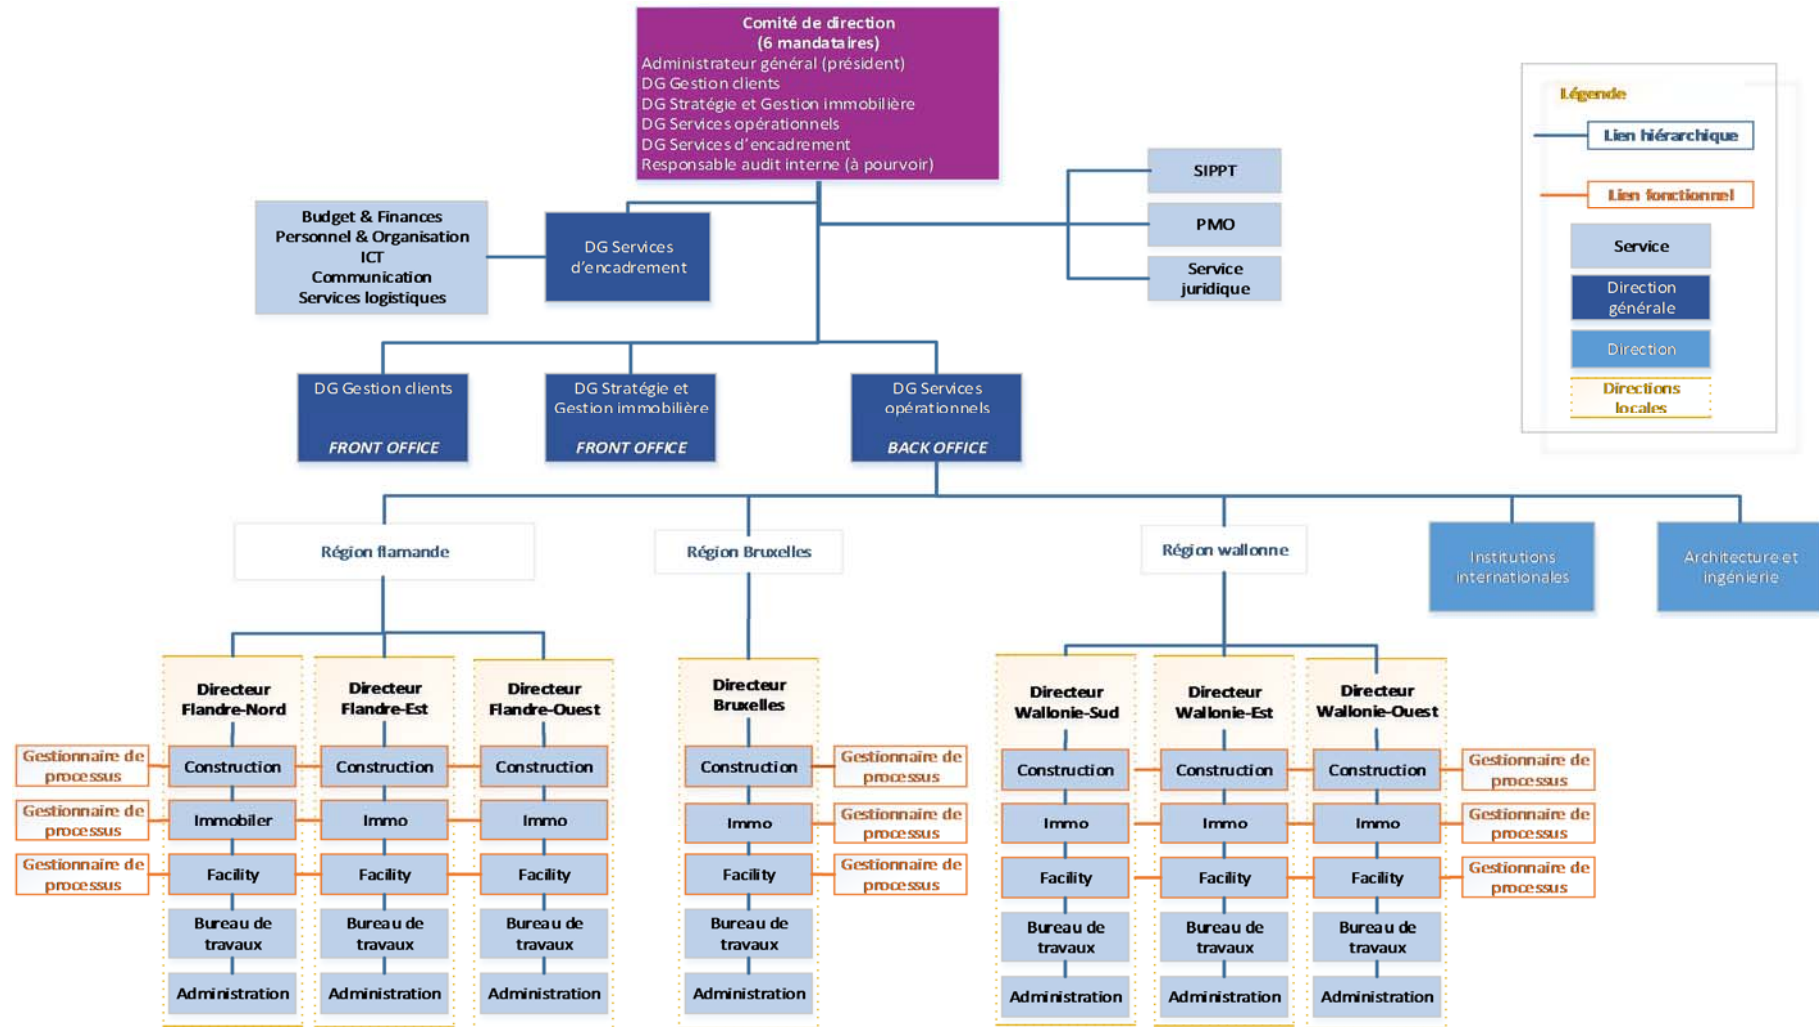 Comité de direction
(6 mandataires)
Administrateur général (président)
DG Gestion clients
DG Stratégie et Gestion immobilière
DG Services opérationnels
DG Services d'encadrement
Responsable audit interne (à pourvoir)
Légende
Lien hiérarchique
Lien fonctionnel
Service
Direction
générale
Direction
Directions
locales
SIPPT
PMO
Service
juridique
Budget & Finances
Personnel & Organisation
ICT
Communication
Services logistiques
DG Services
d'encadrement
DG Gestion clients
FRONT OFFICE
DG Stratégie et
Gestion immobilière
FRONT OFFICE
DG Services
opérationnels
BACK OFFICE
Région flamande
Région Bruxelles
Région wallonne
Institutions
internationales
Architecture et
ingénierie
Directeur
Flandre-Nord
Directeur
Flandre-Est
Directeur
Flandre-Ouest
Directeur
Bruxelles
Directeur
Wallonie-Sud
Directeur
Wallonie-Est
Directeur
Wallonie-Ouest
Gestionnaire de
processus
Construction
Construction
Construction
Construction
Gestionnaire de
processus
Construction
Construction
Construction
Gestionnaire de
processus
Gestionnaire de
processus
Immobiler
Immo
Immo
Immo
Gestionnaire de
processus
Immo
Immo
Immo
Gestionnaire de
processus
Gestionnaire de
processus
Facility
Facility
Facility
Facility
Gestionnaire de
processus
Facility
Facility
Facility
Gestionnaire de
processus
Bureau de
travaux
Bureau de
travaux
Bureau de
travaux
Bureau de
travaux
Bureau de
travaux
Bureau de
travaux
Bureau de
travaux
Administration
Administration
Administration
Administration
Administration
Administration
Administration